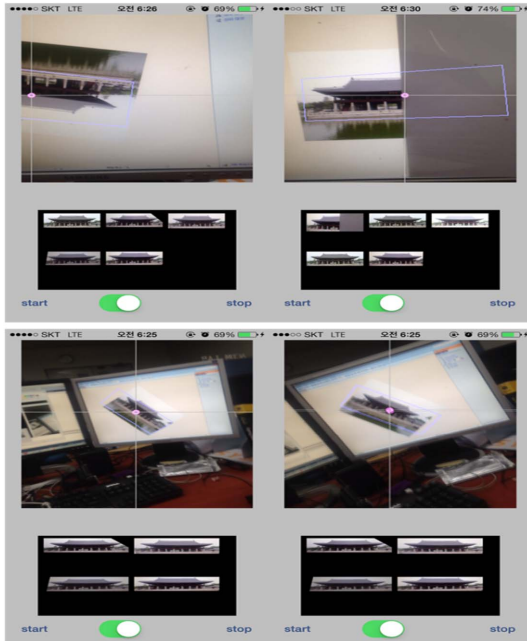 ●●●●○ SKT LTE 오전 6:26 69%
start stop
●●●●○ SKT LTE 오전 6:30 74%
start stop
●●●●○ SKT LTE 오전 6:25 69%
start stop
●●●●○ SKT LTE 오전 6:25 69%
start stop